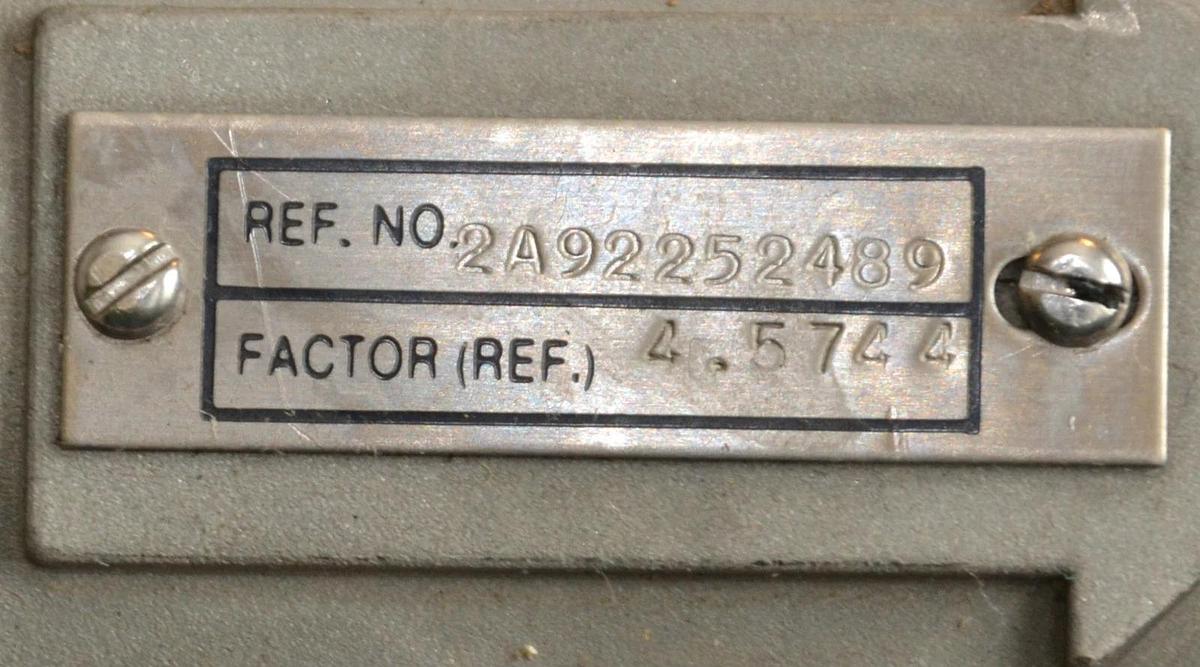 REF. NO. 2A92252489
FACTOR (REF.) 4.5744